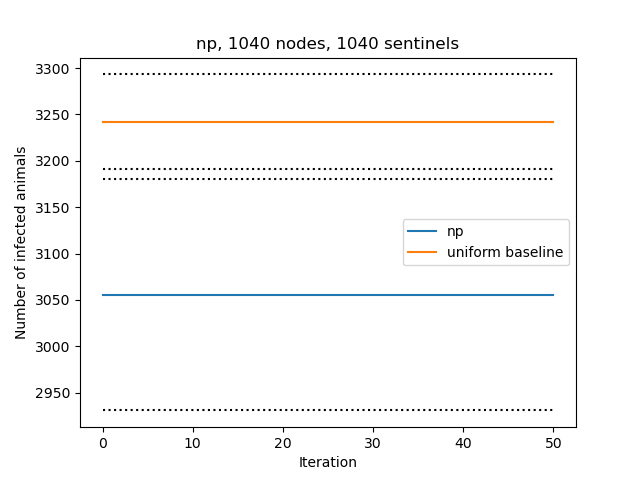 np, 1040 nodes, 1040 sentinels
3300
3250
3200
3150
3100
3050
3000
2950
Number of infected animals
np
uniform baseline
0 10 20 30 40 50
Iteration